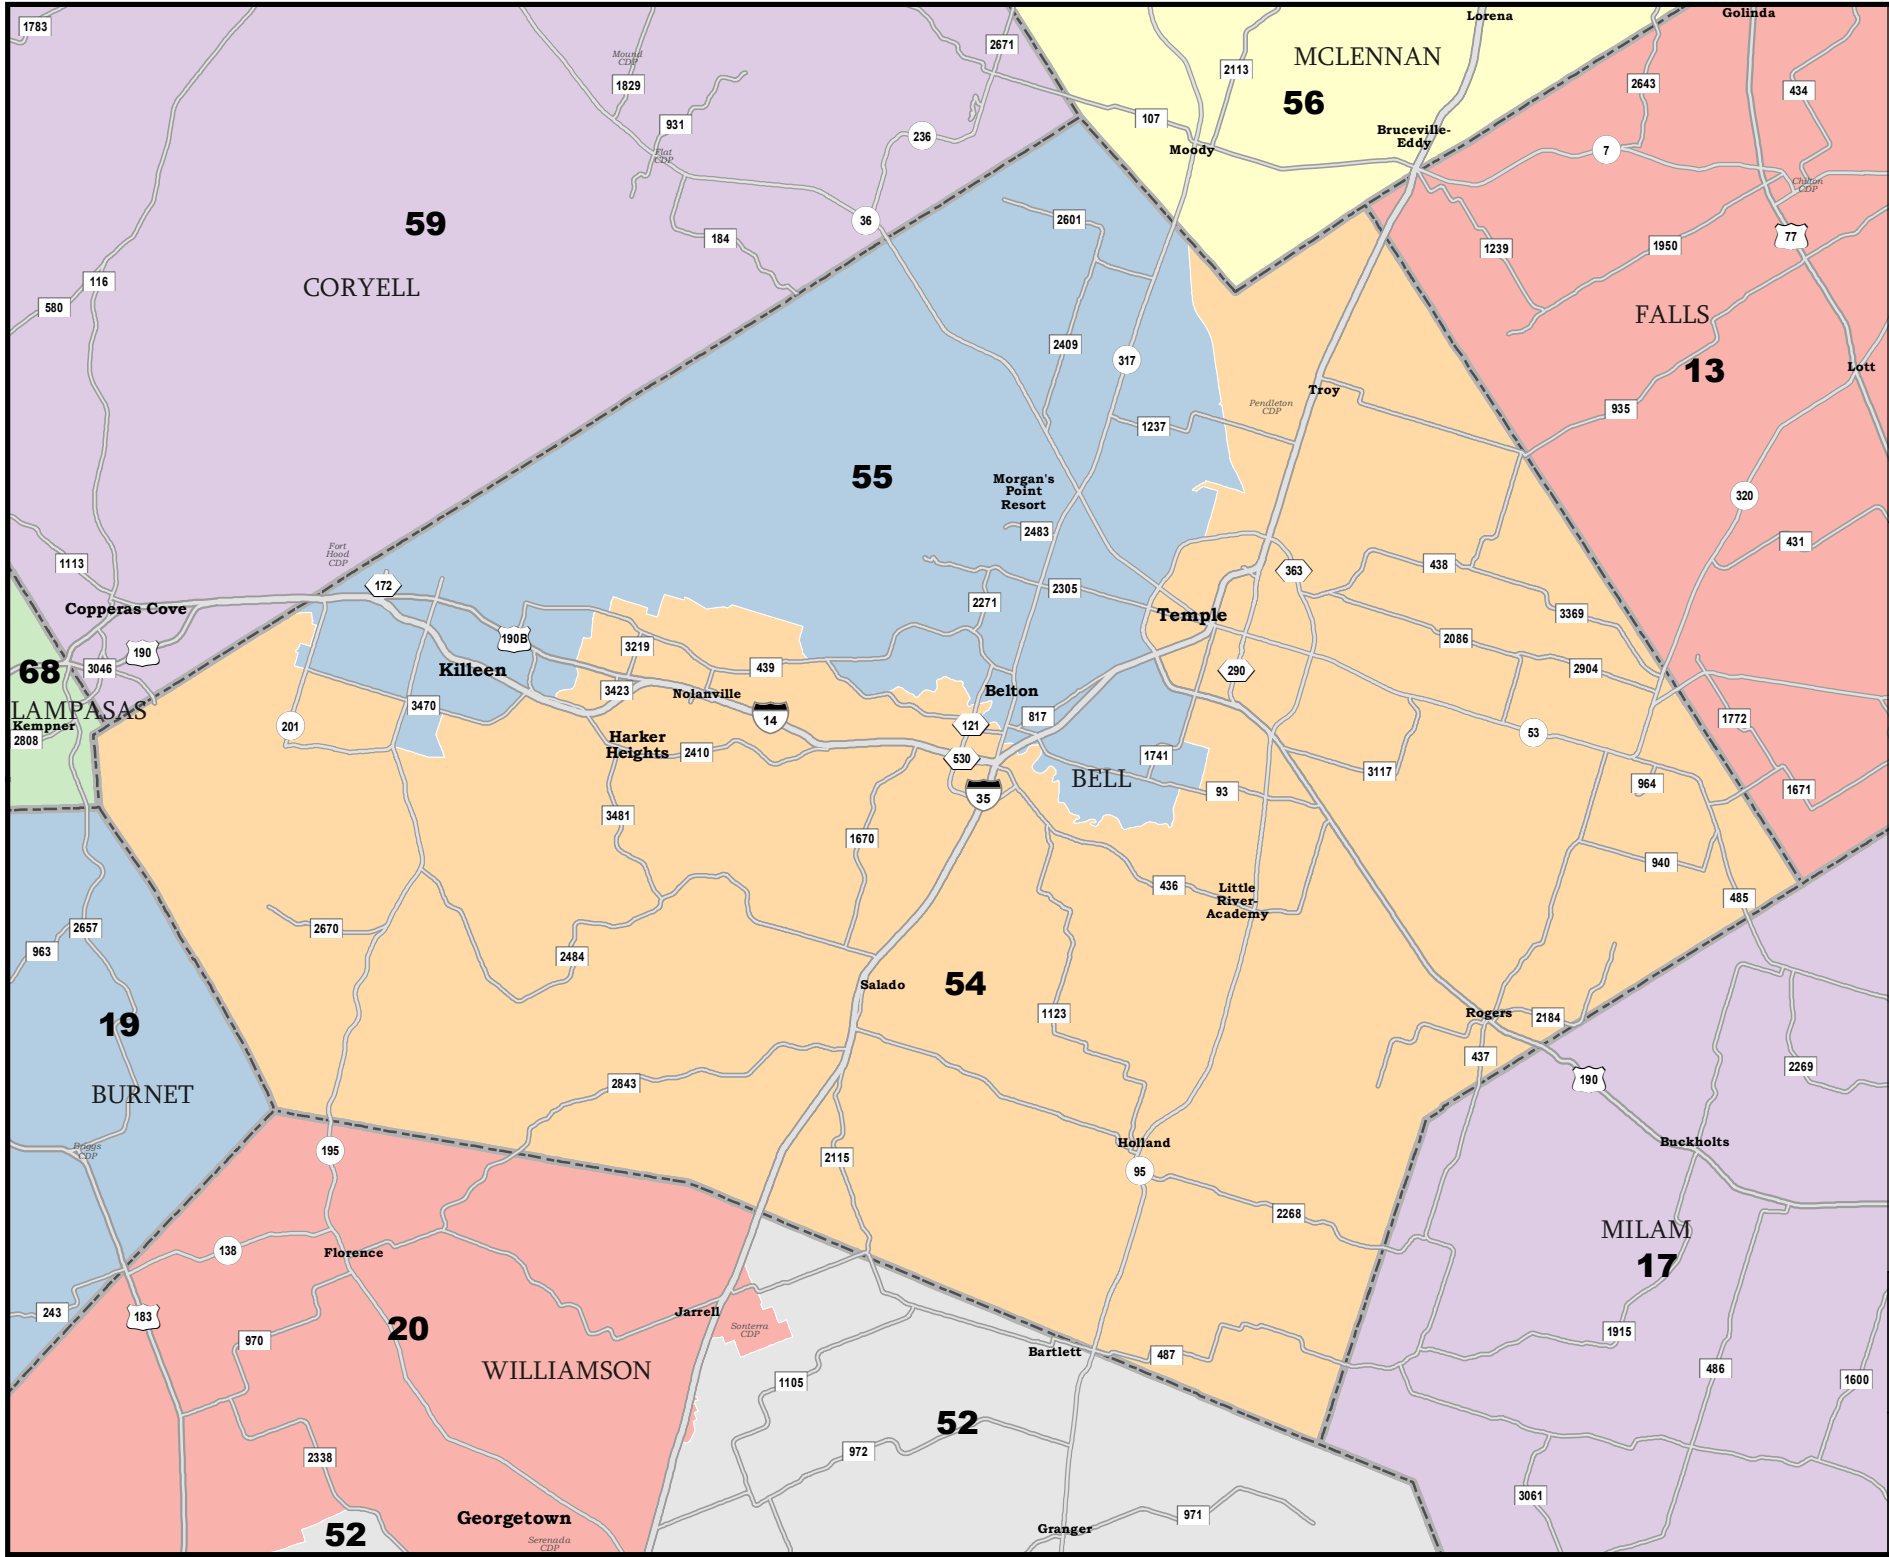 1783
Mound
CDP
1829
931
Flat
CDP
2671
236
36
184
59
CORYELL
116
580
1113
Copperas Cove
190
3046
68
LAMPASAS
Kempner
2808
Lorena
Golinda
MCLENNAN
56
2113
107
Moody
Bruceville-
Eddy
2643
434
7
Chilton
CDP
77
1239
1950
FALLS
13
Lott
935
320
431
1772
1671
2601
2409
317
1237
Pendleton
CDP
Troy
55
Morgan's
Point
Resort
2483
2305
2271
Fort
Hood
CDP
172
190B
Killeen
3219
439
3423
Nolanville
14
3470
201
Harker
Heights
2410
3481
Belton
121
817
530
35
BELL
1741
93
Temple
363
290
438
3369
2086
2904
53
3117
964
940
485
1670
436
Little
River-
Academy
2670
2484
Salado
54
1123
Rogers
2184
437
190
2269
963
2657
19
BURNET
Briggs
CDP
2843
195
2115
Holland
95
2268
Buckholts
MILAM
17
1915
486
1600
3061
138
Florence
243
183
970
20
WILLIAMSON
Jarrell
Sonterra
CDP
1105
Bartlett
487
52
972
2338
Georgetown
Serenada
CDP
52
Granger
971